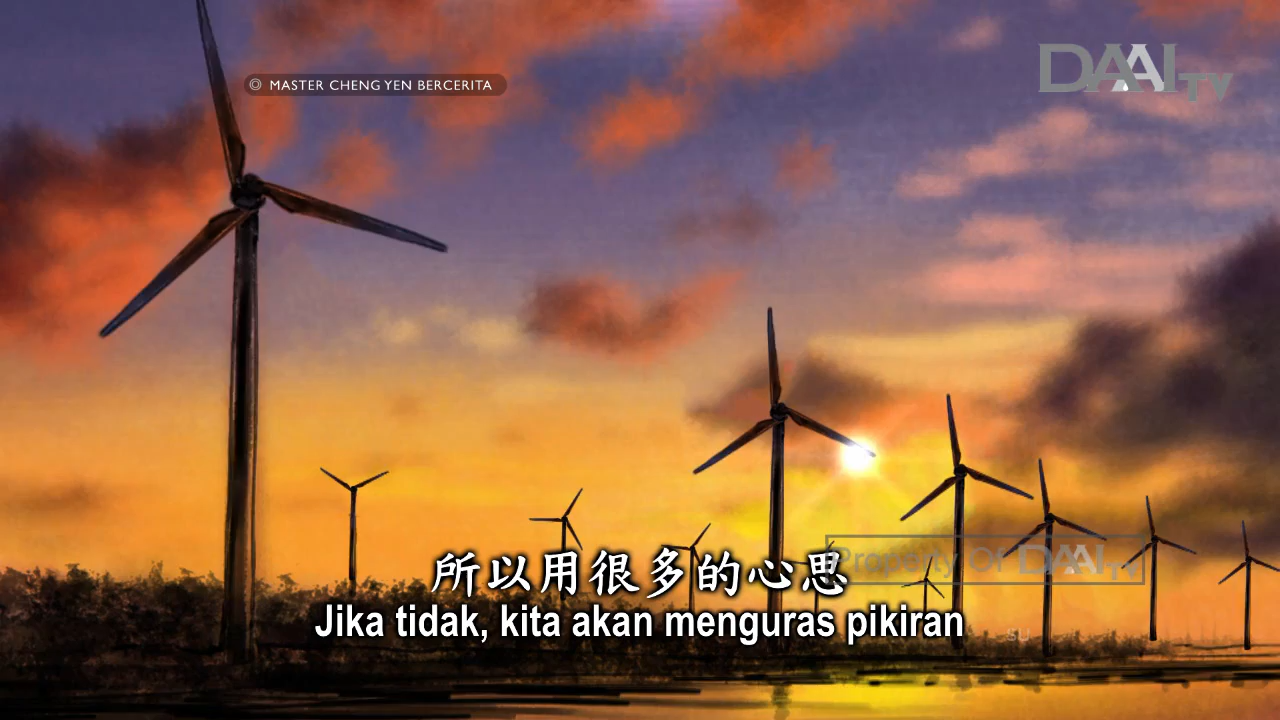 DAAI TV
◎ MASTER CHENG YEN BERCERITA
Property Of DAAI TV
所以用很多的心思
Jika tidak, kita akan menguras pikiran